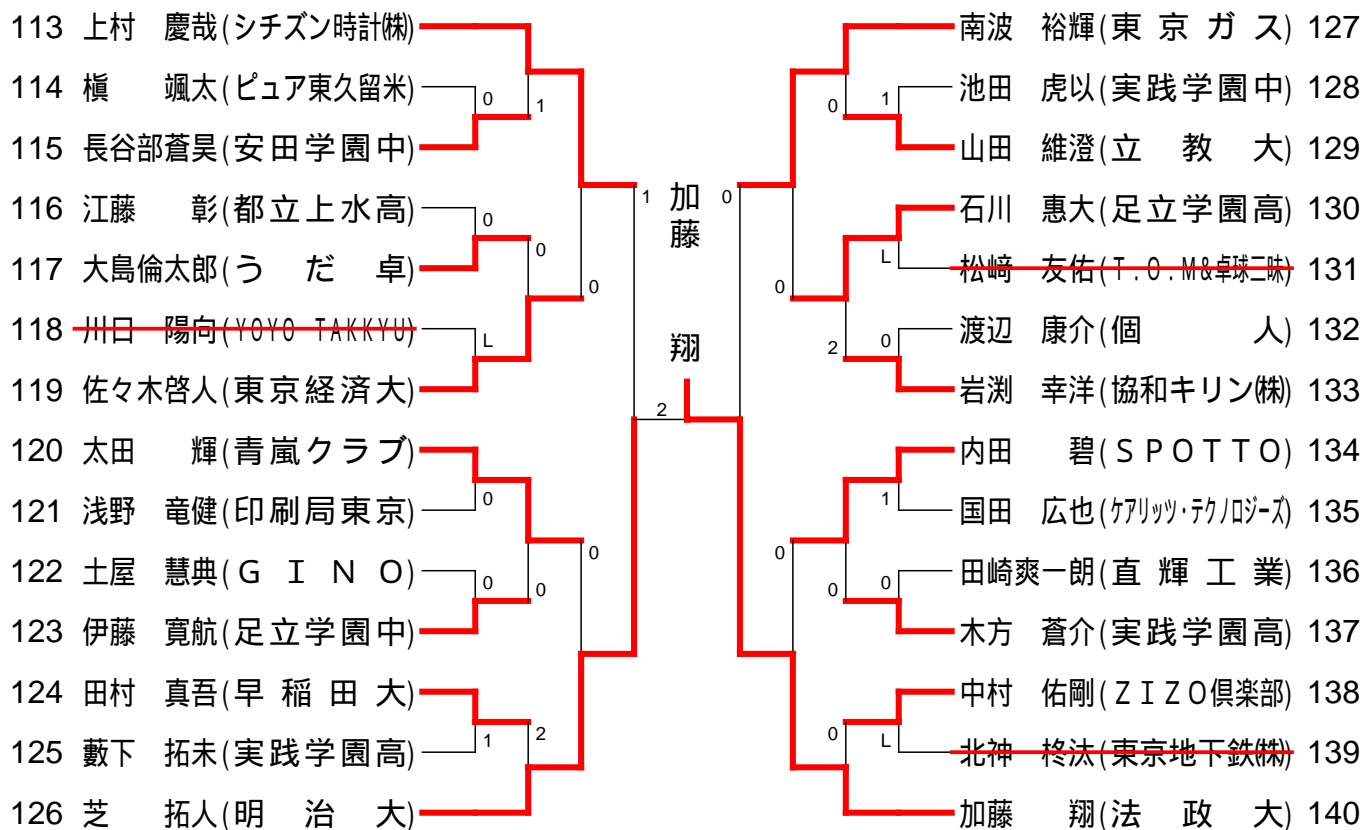 113 上村 慶哉(シチズン時計㈱)
114 槇 颯太(ピュア東久留米)
115 長谷部蒼昊(安田学園中)
116 江藤 彰(都立上水高)
117 大島倫太郎(うだ卓)
118 川口 陽向(YOYO TAKKYU)
119 佐々木啓人(東京経済大)
120 太田 輝(青嵐クラブ)
121 浅野 竜健(印刷局東京)
122 土屋 慧典(GINO)
123 伊藤 寛航(足立学園中)
124 田村 真吾(早稲田大)
125 藪下 拓未(実践学園高)
126 芝 拓人(明治大)
0
1
0
0
0
L
1
0
0
0
0
1
2
2
加藤 翔
0
0
1
L
0
2
0
1
0
0
0
0
L
南波 裕輝(東京ガス) 127
池田 虎以(実践学園中) 128
山田 維澄(立教大) 129
石川 惠大(足立学園高) 130
松﨑 友佑(T.O.M&卓球三昧) 131
渡辺 康介(個人) 132
岩渕 幸洋(協和キリン㈱) 133
内田 碧(SPOTTO) 134
国田 広也(ケアリッツ・テクノロジーズ) 135
田崎爽一朗(直輝工業) 136
木方 蒼介(実践学園高) 137
中村 佑剛(ZIZO倶楽部) 138
北神 柊汰(東京地下鉄㈱) 139
加藤 翔(法政大) 140